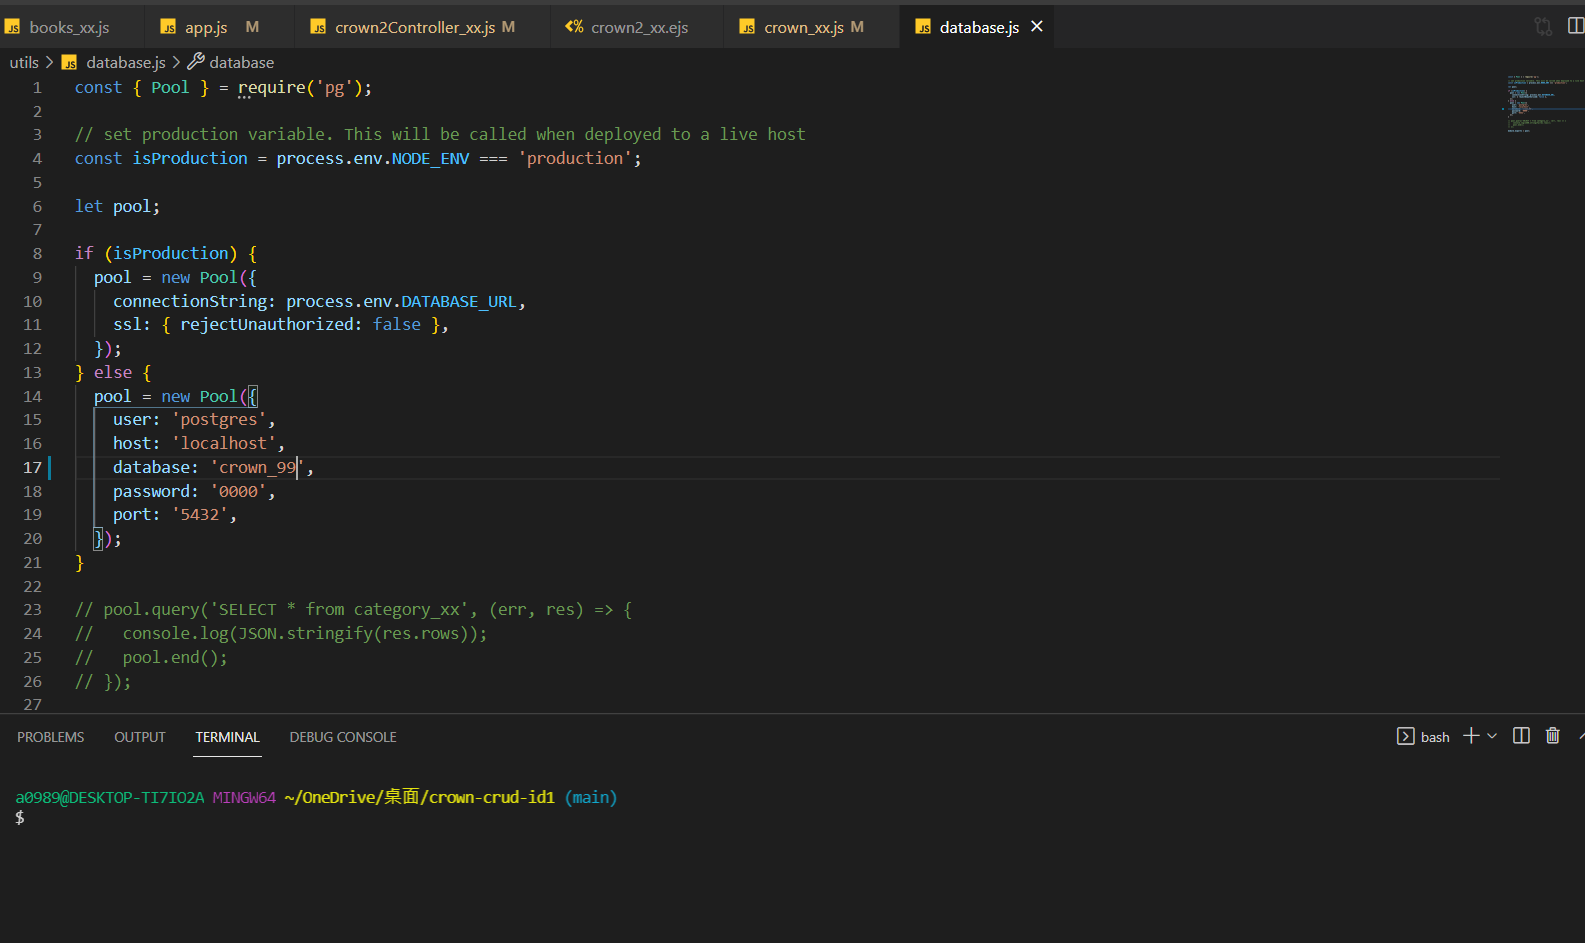 JS books_xx.js JS app.js M JS crown2Controller_xx.js M <% crown2_xx.ejs JS crown_xx.js M JS database.js
utils > JS database.js > database
1 const { Pool } = require('pg');
2
3 // set production variable. This will be called when deployed to a live host
4 const isProduction = process.env.NODE_ENV === 'production';
5
6 let pool;
7
8 if (isProduction) {
9 pool = new Pool({
10 connectionString: process.env.DATABASE_URL,
11 ssl: { rejectUnauthorized: false },
12 });
13 } else {
14 pool = new Pool({
15 user: 'postgres',
16 host: 'localhost',
17 database: 'crown_99',
18 password: '0000',
19 port: '5432',
20 });
21 }
22
23 // pool.query('SELECT * from category_xx', (err, res) => {
24 //   console.log(JSON.stringify(res.rows));
25 //   pool.end();
26 // });
27
PROBLEMS OUTPUT TERMINAL DEBUG CONSOLE bash
a0989@DESKTOP-TI7IO2A MINGW64 ~/OneDrive/桌面/crown-crud-id1 (main)
$